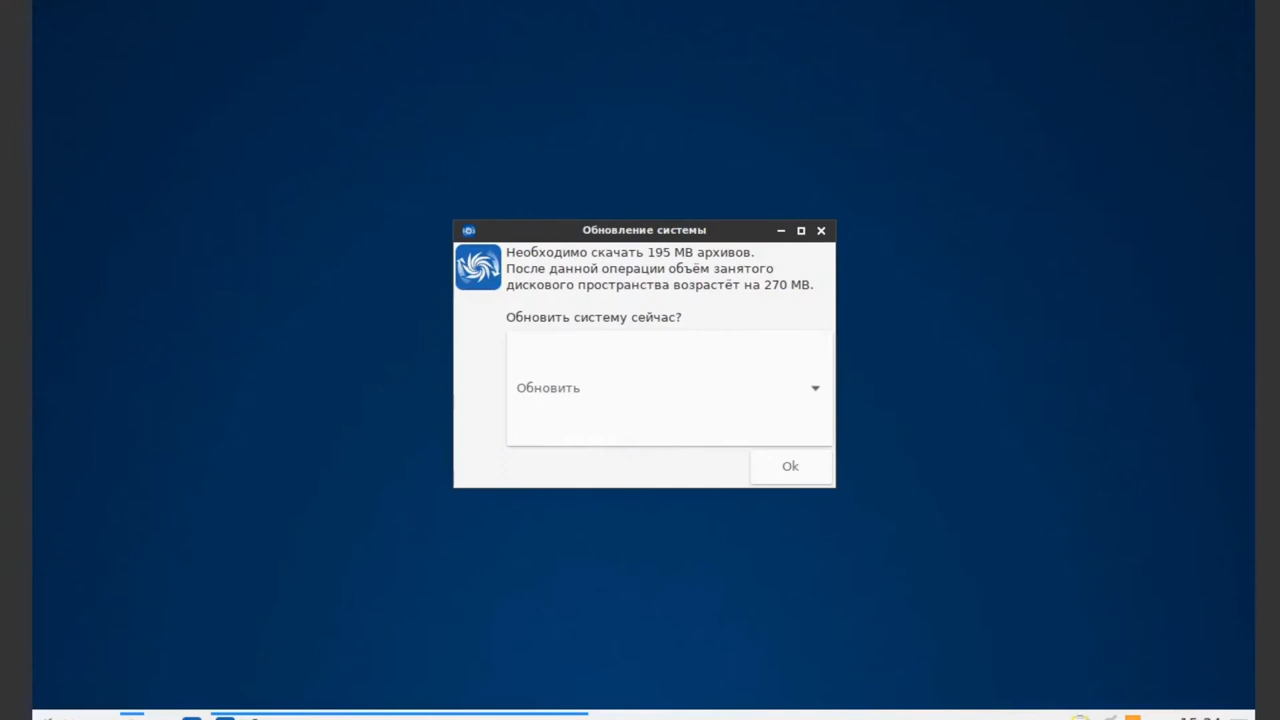 Обновление системы
Необходимо скачать 195 MB архивов.
После данной операции объём занятого
дискового пространства возрастёт на 270 MB.
Обновить систему сейчас?
Обновить
Ok